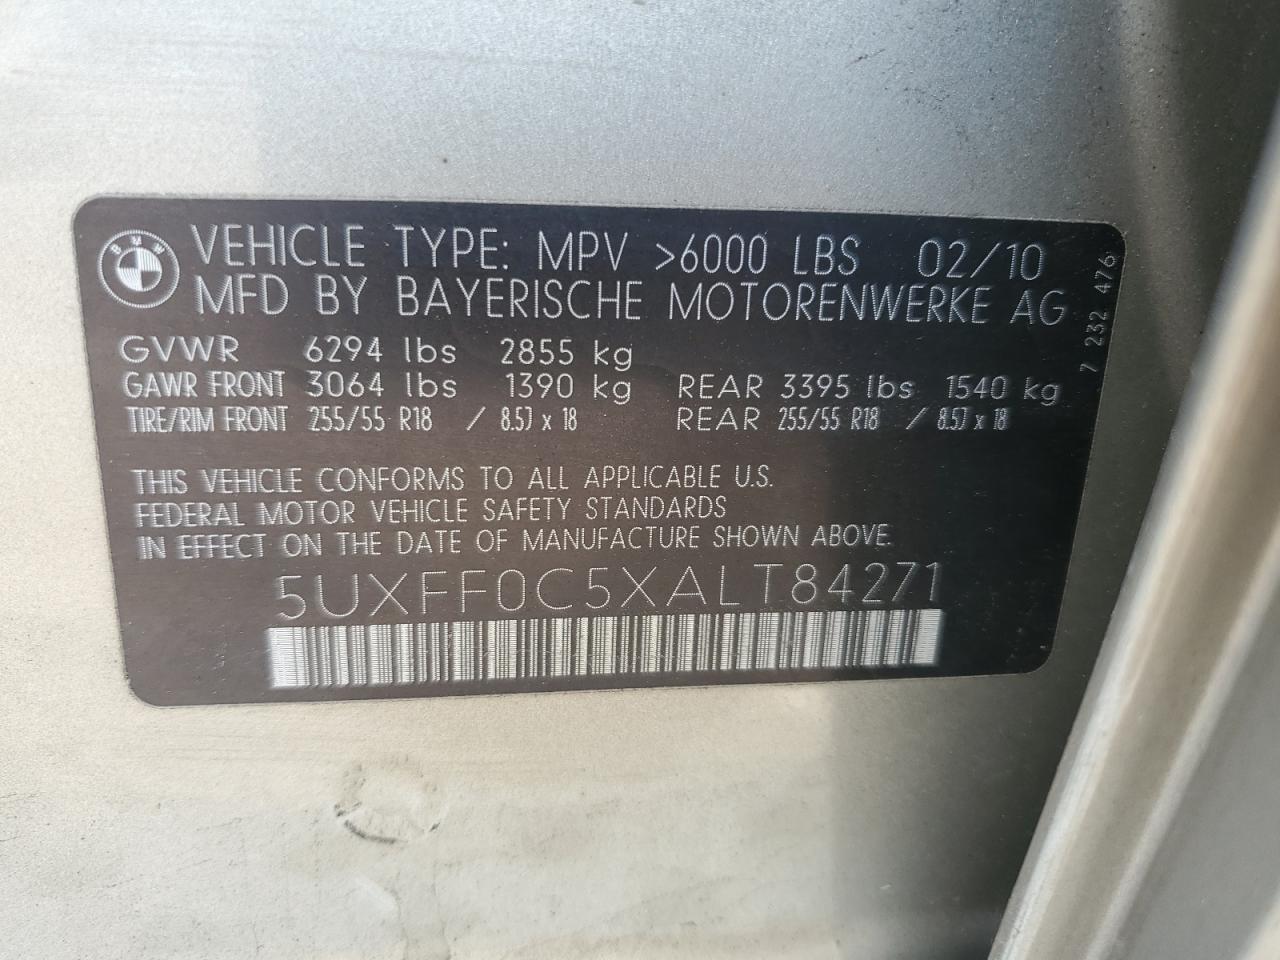 BMW
VEHICLE TYPE: MPV >6000 LBS 02/10
MFD BY BAYERISCHE MOTORENWERKE AG
GVWR 6294 lbs 2855 kg
GAWR FRONT 3064 lbs 1390 kg REAR 3395 lbs 1540 kg
TIRE/RIM FRONT 255/55 R18 / 8.5J x 18 REAR 255/55 R18 / 8.5J x 18
THIS VEHICLE CONFORMS TO ALL APPLICABLE U.S.
FEDERAL MOTOR VEHICLE SAFETY STANDARDS
IN EFFECT ON THE DATE OF MANUFACTURE SHOWN ABOVE.
5UXFF0C5XALT84271
7 232 476